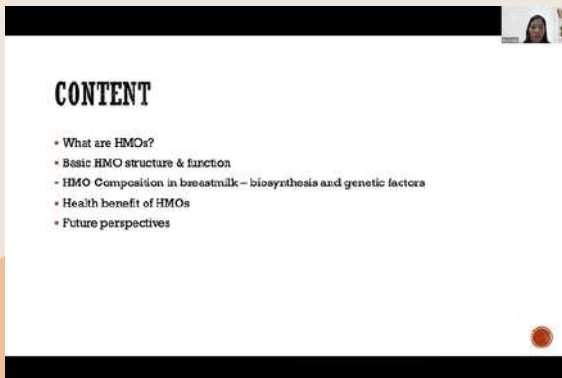 CONTENT
• What are HMOs?
• Basic HMO structure & function
• HMO Composition in breastmilk – biosynthesis and genetic factors
• Health benefit of HMOs
• Future perspectives